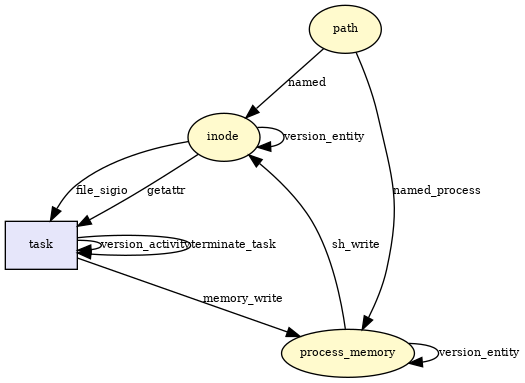 path
named
inode
version_entity
file_sigio
getattr
named_process
task
version_activity
terminate_task
sh_write
memory_write
process_memory
version_entity